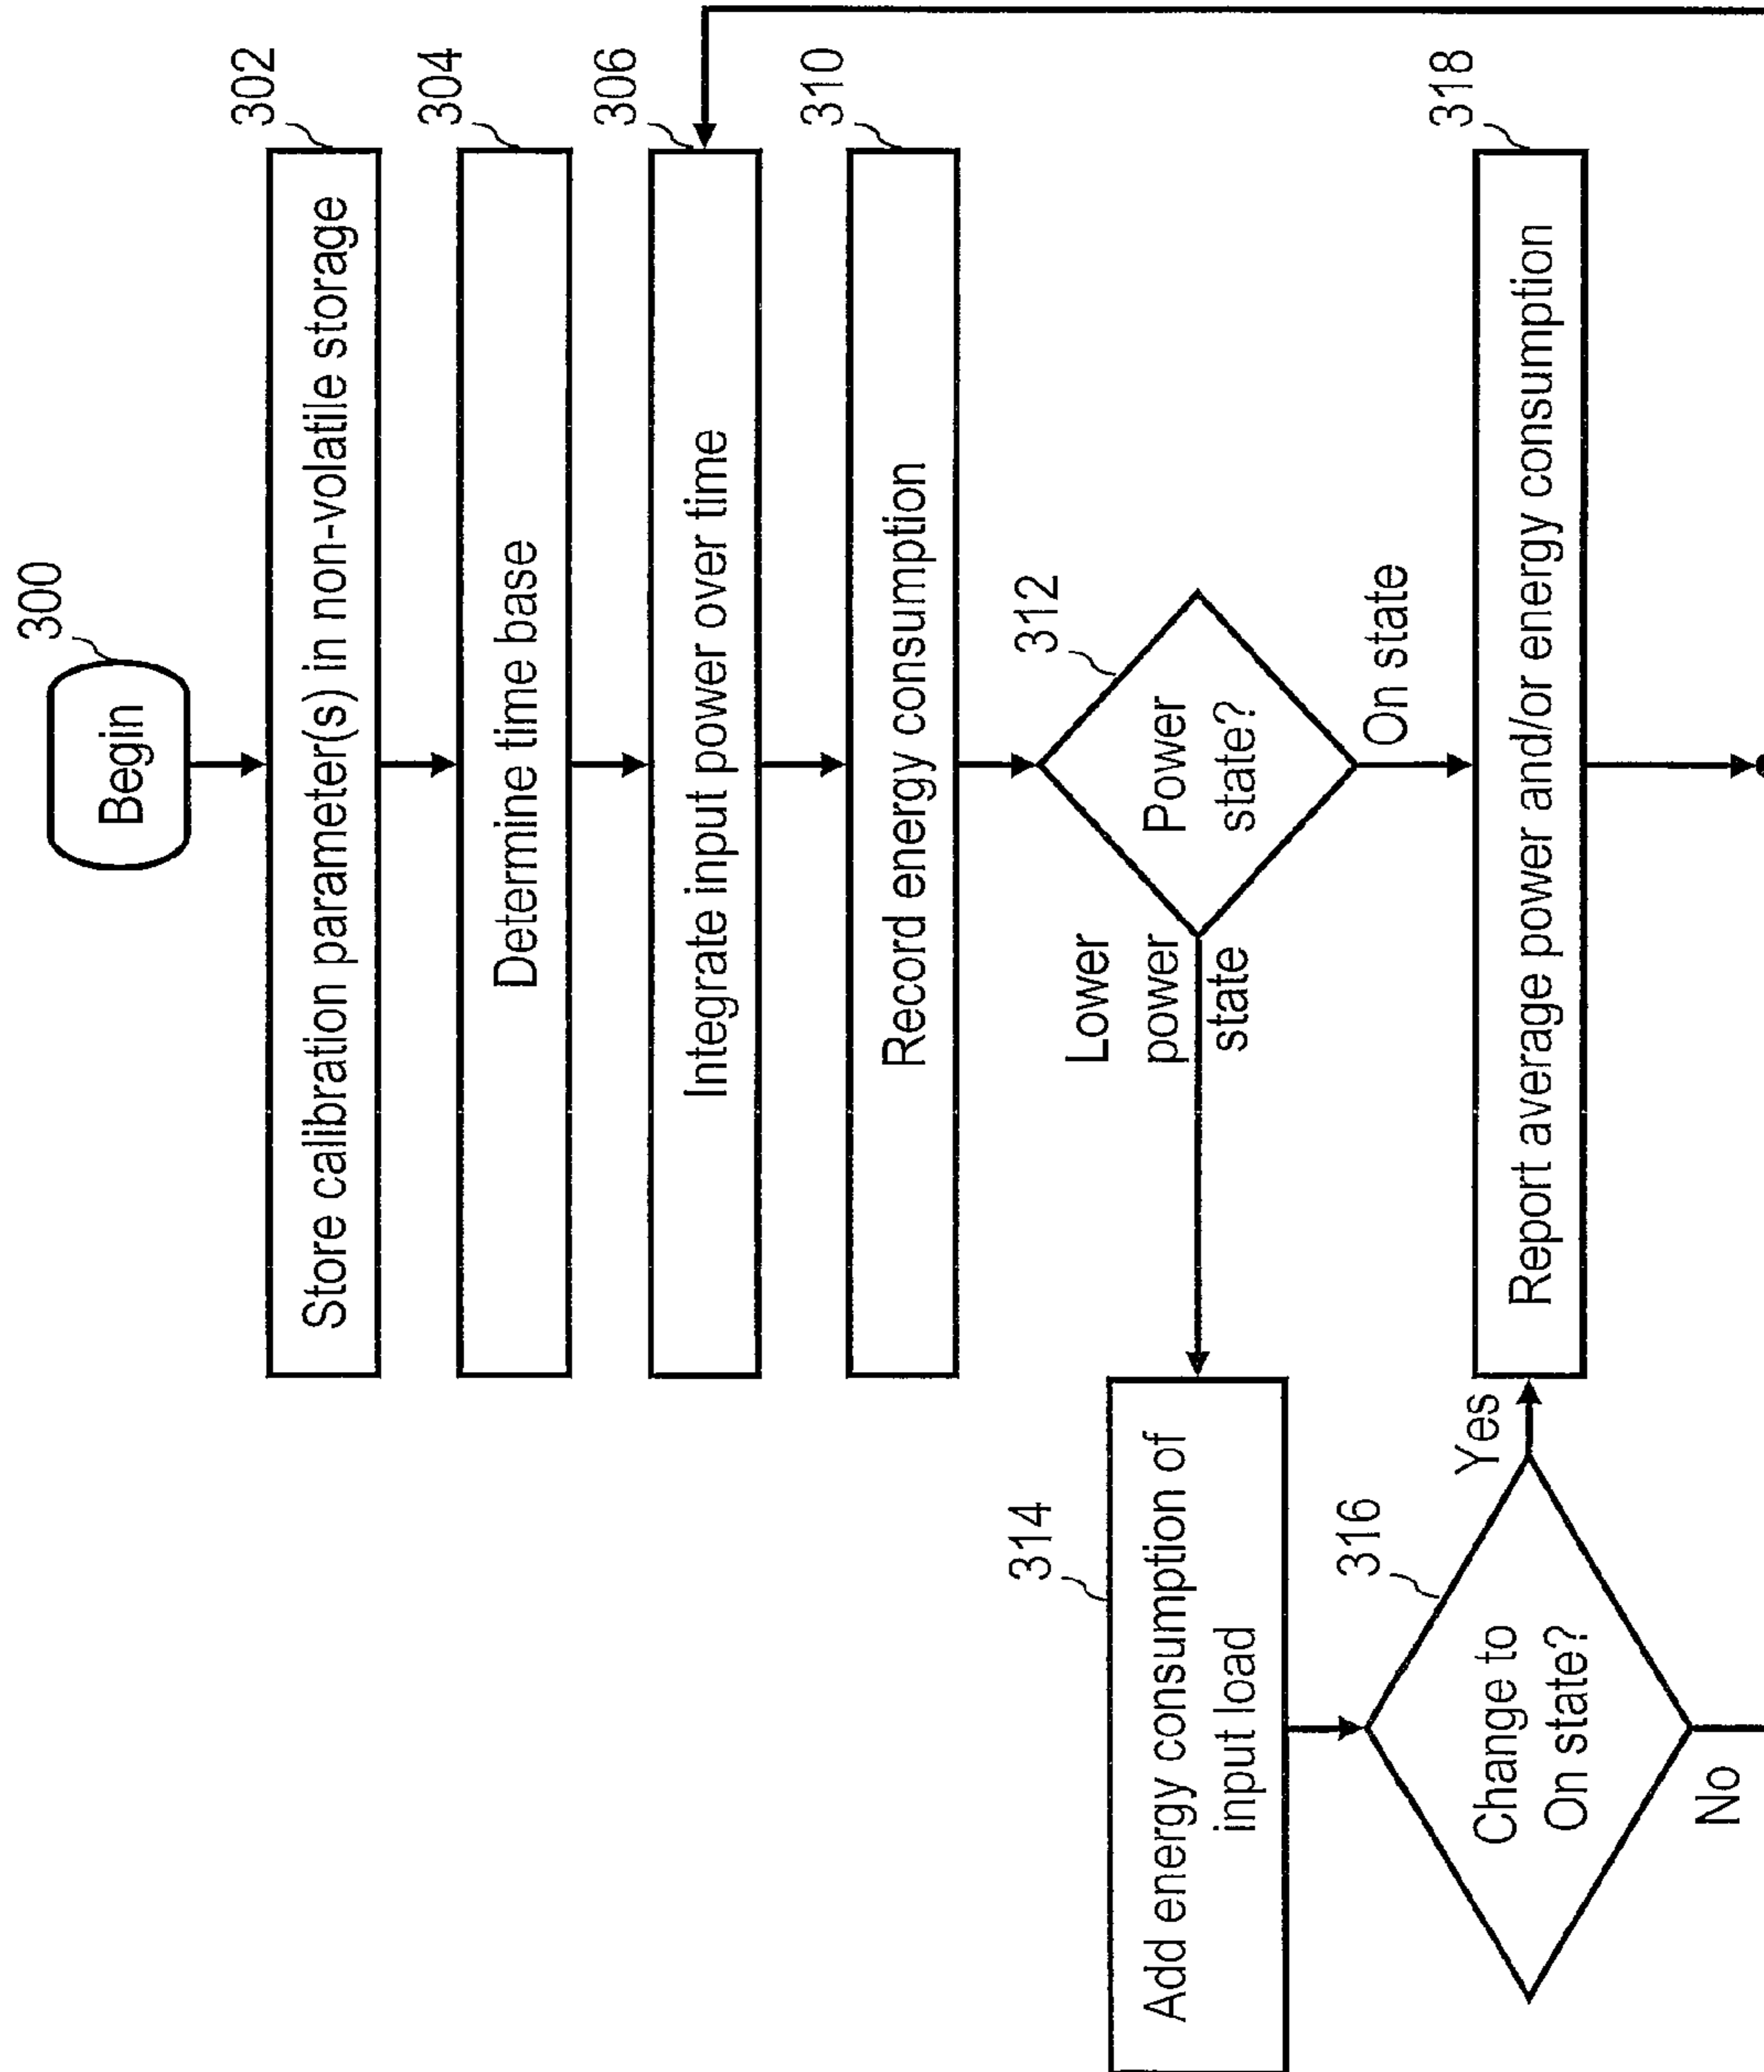 300
Begin
302
Store calibration parameter(s) in non-volatile storage
304
Determine time base
306
Integrate input power over time
310
Record energy consumption
312
Power
state?
Lower
power
state
On state
314
Add energy consumption of
input load
316
Change to
On state?
Yes
No
318
Report average power and/or energy consumption